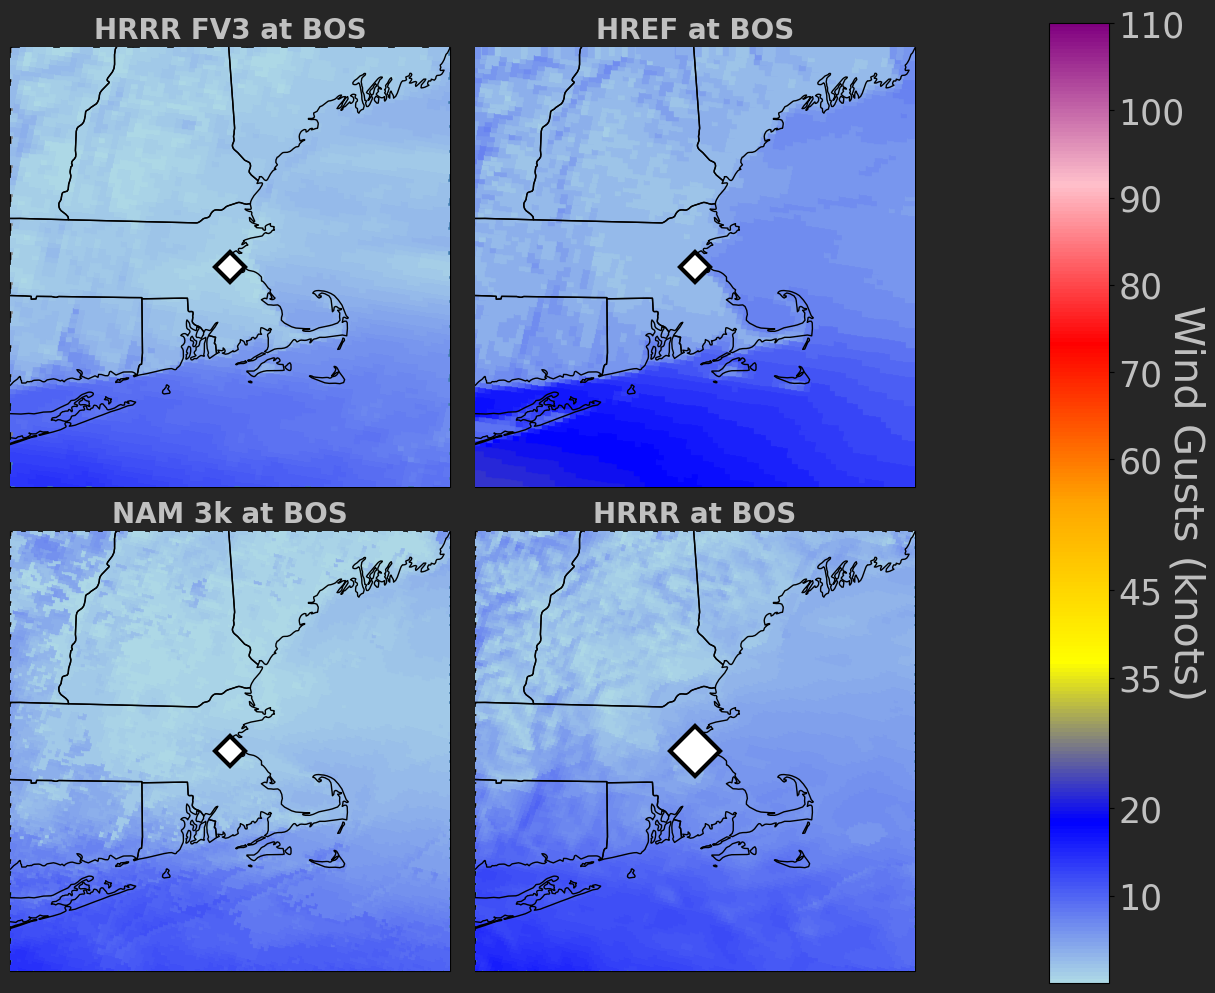 HRRR FV3 at BOS
HREF at BOS
NAM 3k at BOS
HRRR at BOS
110
100
90
80
70
60
45
35
20
10
Wind Gusts (knots)